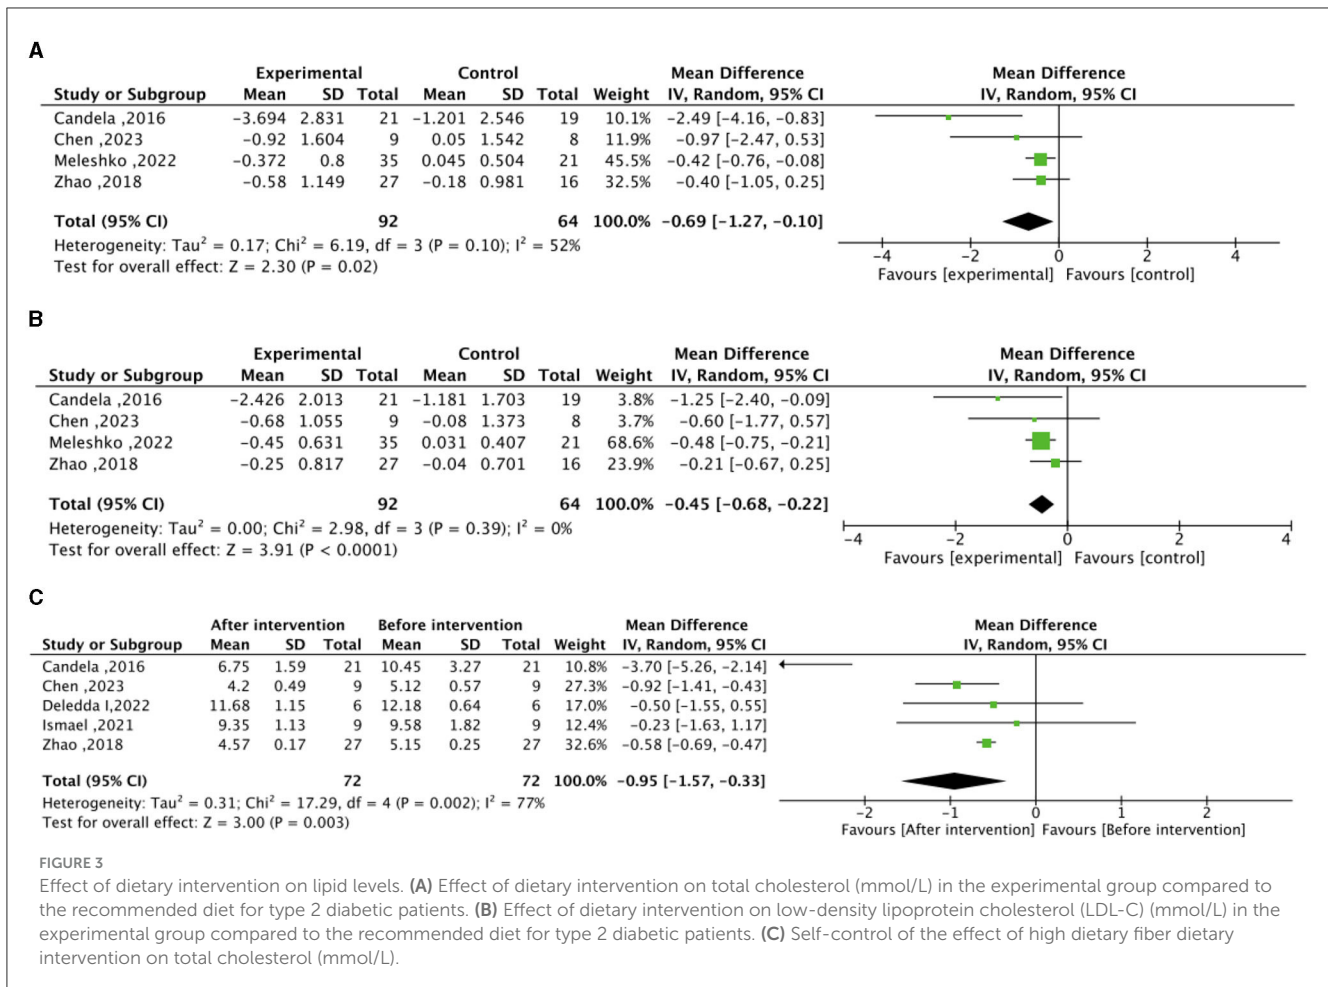 A
Experimental Control Mean Difference Mean Difference
Study or Subgroup Mean SD Total Mean SD Total Weight IV, Random, 95% CI IV, Random, 95% CI
Candela ,2016 −3.694 2.831 21 −1.201 2.546 19 10.1% −2.49 [−4.16, −0.83]
Chen ,2023 −0.92 1.604 9 0.05 1.542 8 11.9% −0.97 [−2.47, 0.53]
Meleshko ,2022 −0.372 0.8 35 0.045 0.504 21 45.5% −0.42 [−0.76, −0.08]
Zhao ,2018 −0.58 1.149 27 −0.18 0.981 16 32.5% −0.40 [−1.05, 0.25]
Total (95% CI) 92 64 100.0% −0.69 [−1.27, −0.10]
Heterogeneity: Tau² = 0.17; Chi² = 6.19, df = 3 (P = 0.10); I² = 52%
Test for overall effect: Z = 2.30 (P = 0.02)
−4 −2 0 2 4
Favours [experimental] Favours [control]
B
Experimental Control Mean Difference Mean Difference
Study or Subgroup Mean SD Total Mean SD Total Weight IV, Random, 95% CI IV, Random, 95% CI
Candela ,2016 −2.426 2.013 21 −1.181 1.703 19 3.8% −1.25 [−2.40, −0.09]
Chen ,2023 −0.68 1.055 9 −0.08 1.373 8 3.7% −0.60 [−1.77, 0.57]
Meleshko ,2022 −0.45 0.631 35 0.031 0.407 21 68.6% −0.48 [−0.75, −0.21]
Zhao ,2018 −0.25 0.817 27 −0.04 0.701 16 23.9% −0.21 [−0.67, 0.25]
Total (95% CI) 92 64 100.0% −0.45 [−0.68, −0.22]
Heterogeneity: Tau² = 0.00; Chi² = 2.98, df = 3 (P = 0.39); I² = 0%
Test for overall effect: Z = 3.91 (P < 0.0001)
−4 −2 0 2 4
Favours [experimental] Favours [control]
C
After intervention Before intervention Mean Difference Mean Difference
Study or Subgroup Mean SD Total Mean SD Total Weight IV, Random, 95% CI IV, Random, 95% CI
Candela ,2016 6.75 1.59 21 10.45 3.27 21 10.8% −3.70 [−5.26, −2.14]
Chen ,2023 4.2 0.49 9 5.12 0.57 9 27.3% −0.92 [−1.41, −0.43]
Deledda I,2022 11.68 1.15 6 12.18 0.64 6 17.0% −0.50 [−1.55, 0.55]
Ismael ,2021 9.35 1.13 9 9.58 1.82 9 12.4% −0.23 [−1.63, 1.17]
Zhao ,2018 4.57 0.17 27 5.15 0.25 27 32.6% −0.58 [−0.69, −0.47]
Total (95% CI) 72 72 100.0% −0.95 [−1.57, −0.33]
Heterogeneity: Tau² = 0.31; Chi² = 17.29, df = 4 (P = 0.002); I² = 77%
Test for overall effect: Z = 3.00 (P = 0.003)
−2 −1 0 1 2
Favours [After intervention] Favours [Before intervention]
FIGURE 3
Effect of dietary intervention on lipid levels. (A) Effect of dietary intervention on total cholesterol (mmol/L) in the experimental group compared to
the recommended diet for type 2 diabetic patients. (B) Effect of dietary intervention on low-density lipoprotein cholesterol (LDL-C) (mmol/L) in the
experimental group compared to the recommended diet for type 2 diabetic patients. (C) Self-control of the effect of high dietary fiber dietary
intervention on total cholesterol (mmol/L).